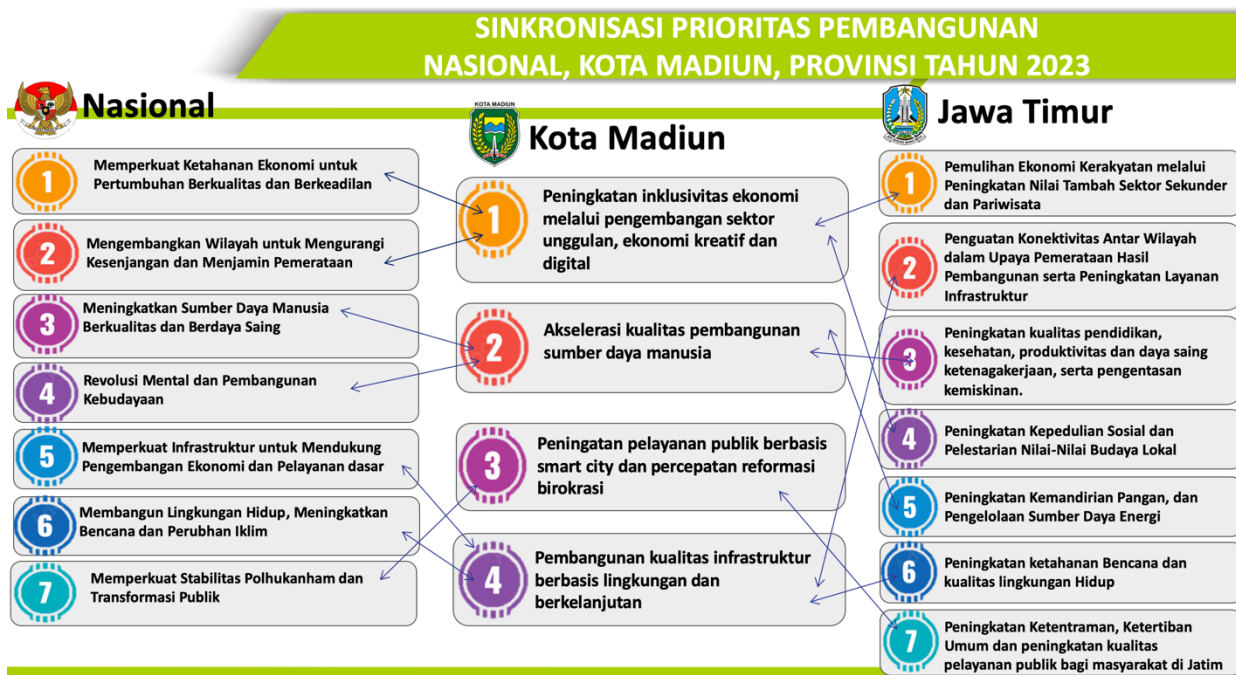 SINKRONISASI PRIORITAS PEMBANGUNAN
NASIONAL, KOTA MADIUN, PROVINSI TAHUN 2023
Nasional
1
Memperkuat Ketahanan Ekonomi untuk
Pertumbuhan Berkualitas dan Berkeadilan
2
Mengembangkan Wilayah untuk Mengurangi
Kesenjangan dan Menjamin Pemerataan
3
Meningkatkan Sumber Daya Manusia
Berkualitas dan Berdaya Saing
4
Revolusi Mental dan Pembangunan
Kebudayaan
5
Memperkuat Infrastruktur untuk Mendukung
Pengembangan Ekonomi dan Pelayanan dasar
6
Membangun Lingkungan Hidup, Meningkatkan
Bencana dan Perubhan Iklim
7
Memperkuat Stabilitas Polhukanham dan
Transformasi Publik
KOTA MADIUN
Kota Madiun
1
Peningkatan inklusivitas ekonomi
melalui pengembangan sektor
unggulan, ekonomi kreatif dan
digital
2
Akselerasi kualitas pembangunan
sumber daya manusia
3
Peningatan pelayanan publik berbasis
smart city dan percepatan reformasi
birokrasi
4
Pembangunan kualitas infrastruktur
berbasis lingkungan dan
berkelanjutan
Jawa Timur
1
Pemulihan Ekonomi Kerakyatan melalui
Peningkatan Nilai Tambah Sektor Sekunder
dan Pariwisata
2
Penguatan Konektivitas Antar Wilayah
dalam Upaya Pemerataan Hasil
Pembangunan serta Peningkatan Layanan
Infrastruktur
3
Peningkatan kualitas pendidikan,
kesehatan, produktivitas dan daya saing
ketenagakerjaan, serta pengentasan
kemiskinan.
4
Peningkatan Kepedulian Sosial dan
Pelestarian Nilai-Nilai Budaya Lokal
5
Peningkatan Kemandirian Pangan, dan
Pengelolaan Sumber Daya Energi
6
Peningkatan ketahanan Bencana dan
kualitas lingkungan Hidup
7
Peningkatan Ketentraman, Ketertiban
Umum dan peningkatan kualitas
pelayanan publik bagi masyarakat di Jatim